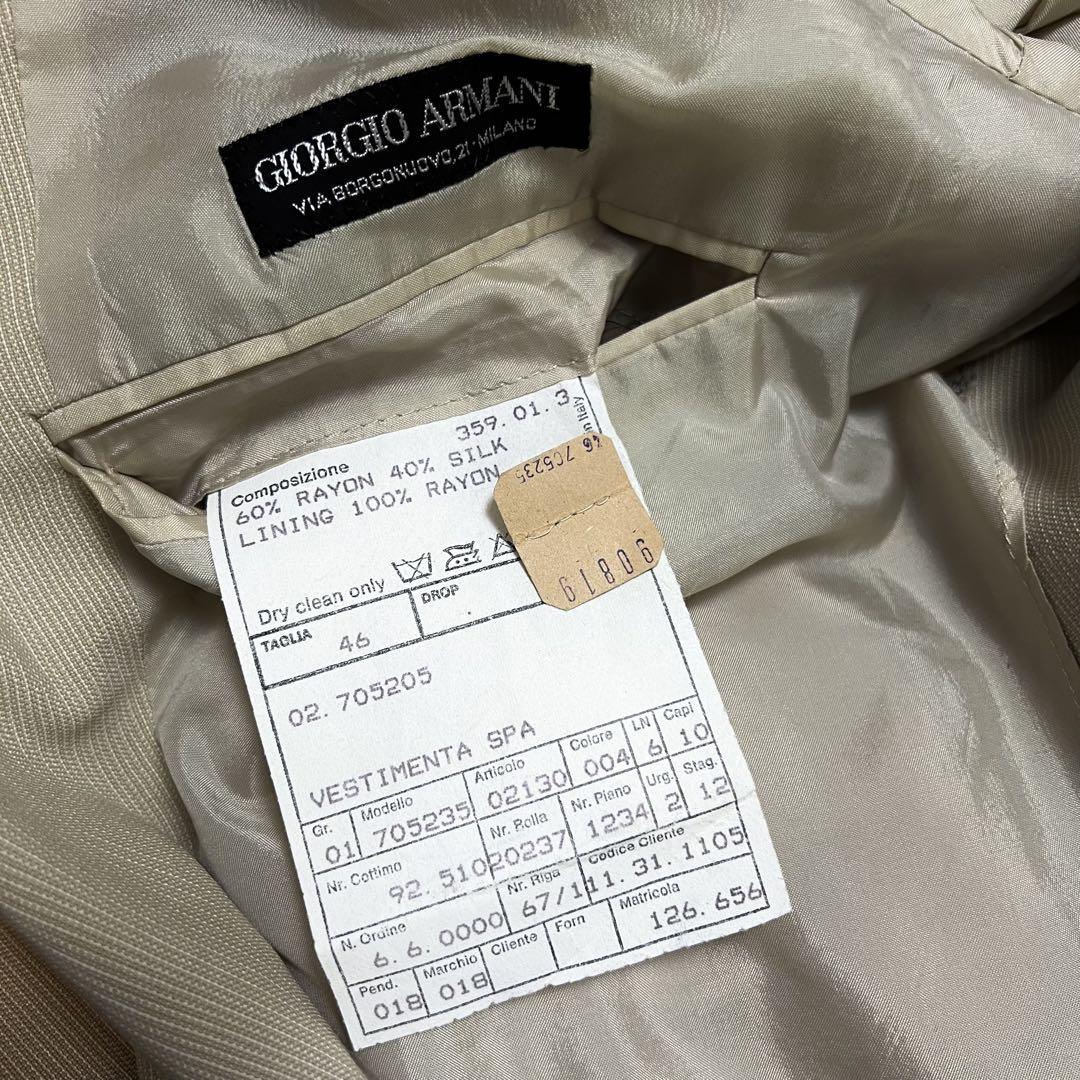 GIORGIO ARMANI
VIA BORGONUOVO, 21 · MILANO
359.01.3
in Italy
Composizione
60% RAYON 40% SILK
LINING 100% RAYON
46 705235
90819
Dry clean only
TAGLIA 46
DROP
02.705205
VESTIMENTA SPA
Gr. Modello Articolo Colore LN Capi
01 705235 02130 004 6 10
Nr. Cottimo Nr. Rolla Nr. Piano Urg. Stag.
92.510 20237 1234 2 12
N. Ordine Nr. Riga Codice Cliente
6.6.0000 67/1 11.31.1105
Pend. Marchio Cliente Forn Matricola
018 018 126.656